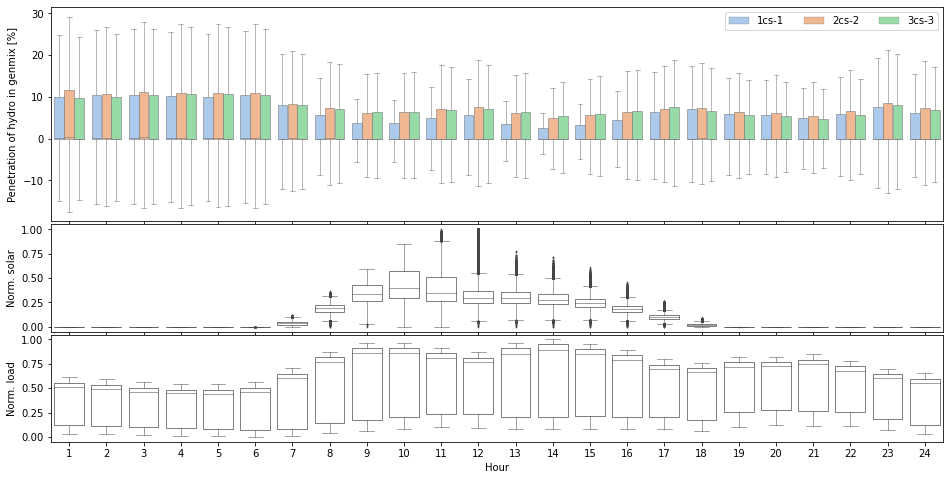 Penetration of hydro in genmix [%]
30
20
10
0
−10
1cs-1 2cs-2 3cs-3
Norm. solar
1.00
0.75
0.50
0.25
0.00
Norm. load
1.00
0.75
0.50
0.25
0.00
1 2 3 4 5 6 7 8 9 10 11 12 13 14 15 16 17 18 19 20 21 22 23 24
Hour